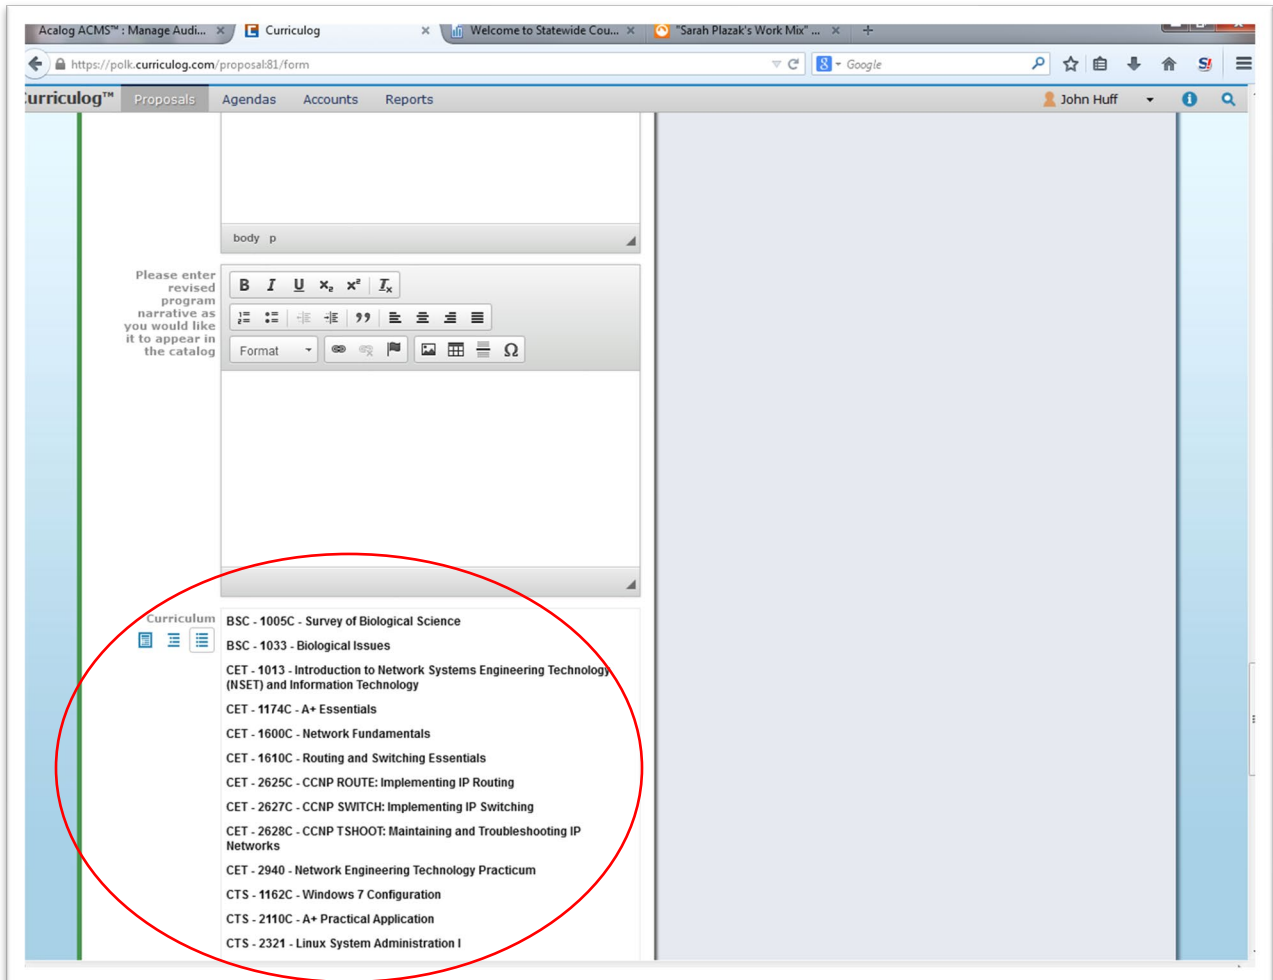 Acalog ACMS™ : Manage Audi... × Curriculog × Welcome to Statewide Cou... × "Sarah Plazak's Work Mix" ... × +
https://polk.curriculog.com/proposal:81/form 8 Google S!
urriculog™ Proposals Agendas Accounts Reports John Huff
body p
Please enter
revised
program
narrative as
you would like
it to appear in
the catalog
B I U x₂ x² Tx
Format Ω
Curriculum
BSC - 1005C - Survey of Biological Science
BSC - 1033 - Biological Issues
CET - 1013 - Introduction to Network Systems Engineering Technology
(NSET) and Information Technology
CET - 1174C - A+ Essentials
CET - 1600C - Network Fundamentals
CET - 1610C - Routing and Switching Essentials
CET - 2625C - CCNP ROUTE: Implementing IP Routing
CET - 2627C - CCNP SWITCH: Implementing IP Switching
CET - 2628C - CCNP TSHOOT: Maintaining and Troubleshooting IP
Networks
CET - 2940 - Network Engineering Technology Practicum
CTS - 1162C - Windows 7 Configuration
CTS - 2110C - A+ Practical Application
CTS - 2321 - Linux System Administration I